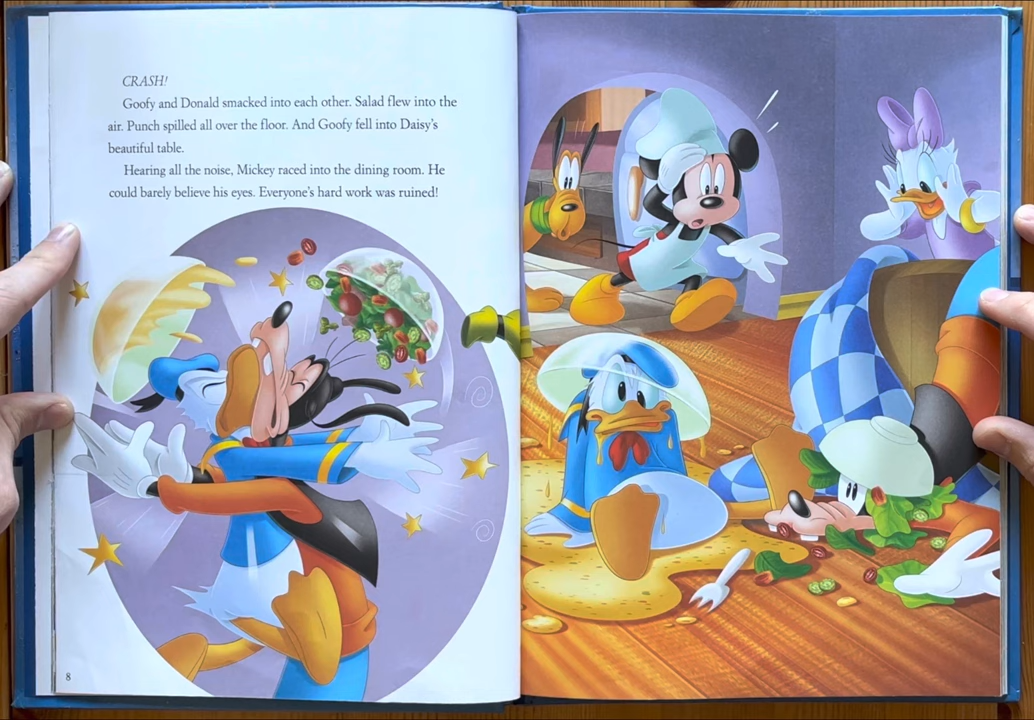 CRASH!
Goofy and Donald smacked into each other. Salad flew into the
air. Punch spilled all over the floor. And Goofy fell into Daisy's
beautiful table.
Hearing all the noise, Mickey raced into the dining room. He
could barely believe his eyes. Everyone's hard work was ruined!
8